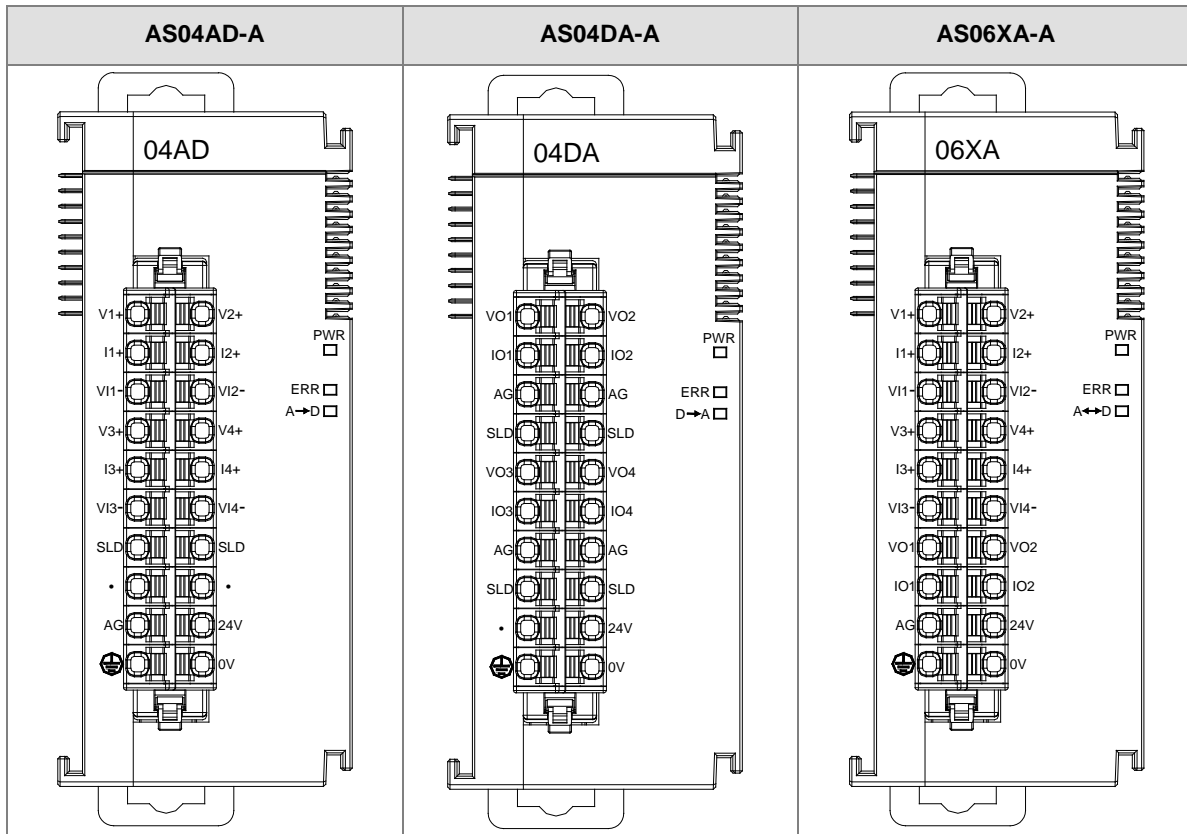 AS04AD-A AS04DA-A AS06XA-A
04AD
V1+ V2+
I1+ I2+
VI1- VI2-
V3+ V4+
I3+ I4+
VI3- VI4-
SLD SLD
• •
AG 24V
0V
PWR
ERR
A→D
04DA
VO1 VO2
IO1 IO2
AG AG
SLD SLD
VO3 VO4
IO3 IO4
AG AG
SLD SLD
• 24V
0V
PWR
ERR
D→A
06XA
V1+ V2+
I1+ I2+
VI1- VI2-
V3+ V4+
I3+ I4+
VI3- VI4-
VO1 VO2
IO1 IO2
AG 24V
0V
PWR
ERR
A↔D